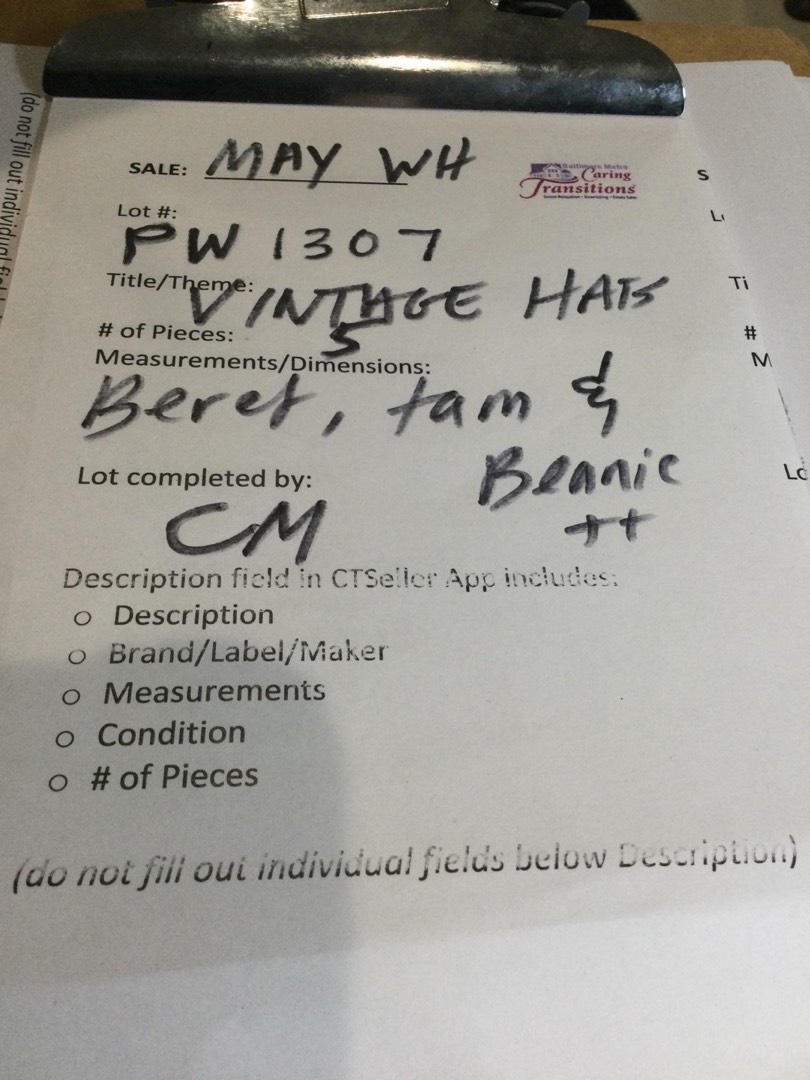 SALE: MAY WH
Baltimore Metro
Caring
Transitions
Lot #:
PW 1307
Title/Theme: VINTAGE HATS
# of Pieces: 5
Measurements/Dimensions:
Beret, tam &
Beanie
++
Lot completed by:
CM
Description field in CTSeller App includes:
o Description
o Brand/Label/Maker
o Measurements
o Condition
o # of Pieces
(do not fill out individual fields below Description)
(do not fill out individual
S
L
Ti
#
M
Lo